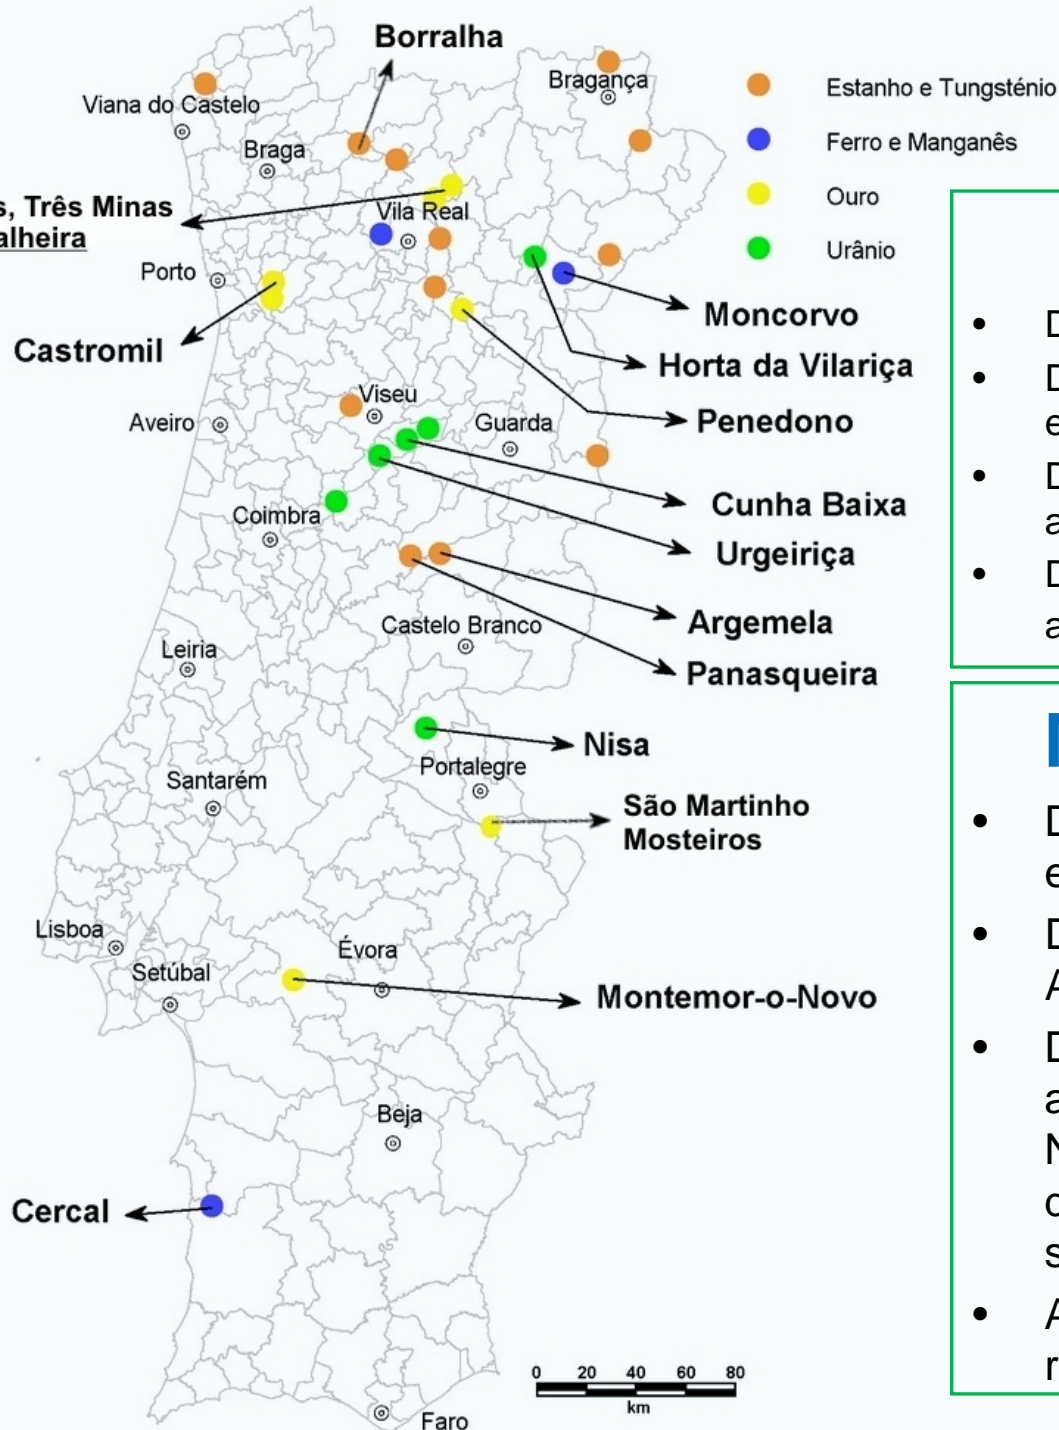 Borralha
Bragança
Estanho e Tungsténio
Viana do Castelo
Braga
Ferro e Manganês
Três Minas
Vila Real
Ouro
Urânio
Porto
Moncorvo
Castromil
Horta da Vilariça
Viseu
Aveiro
Guarda
Penedono
Cunha Baixa
Coimbra
Urgeiriça
Argemela
Castelo Branco
Leiria
Panasqueira
Nisa
Portalegre
Santarém
São Martinho
Mosteiros
Lisboa
Évora
Setúbal
Montemor-o-Novo
Beja
Cercal
0 20 40 60 80
km
Faro